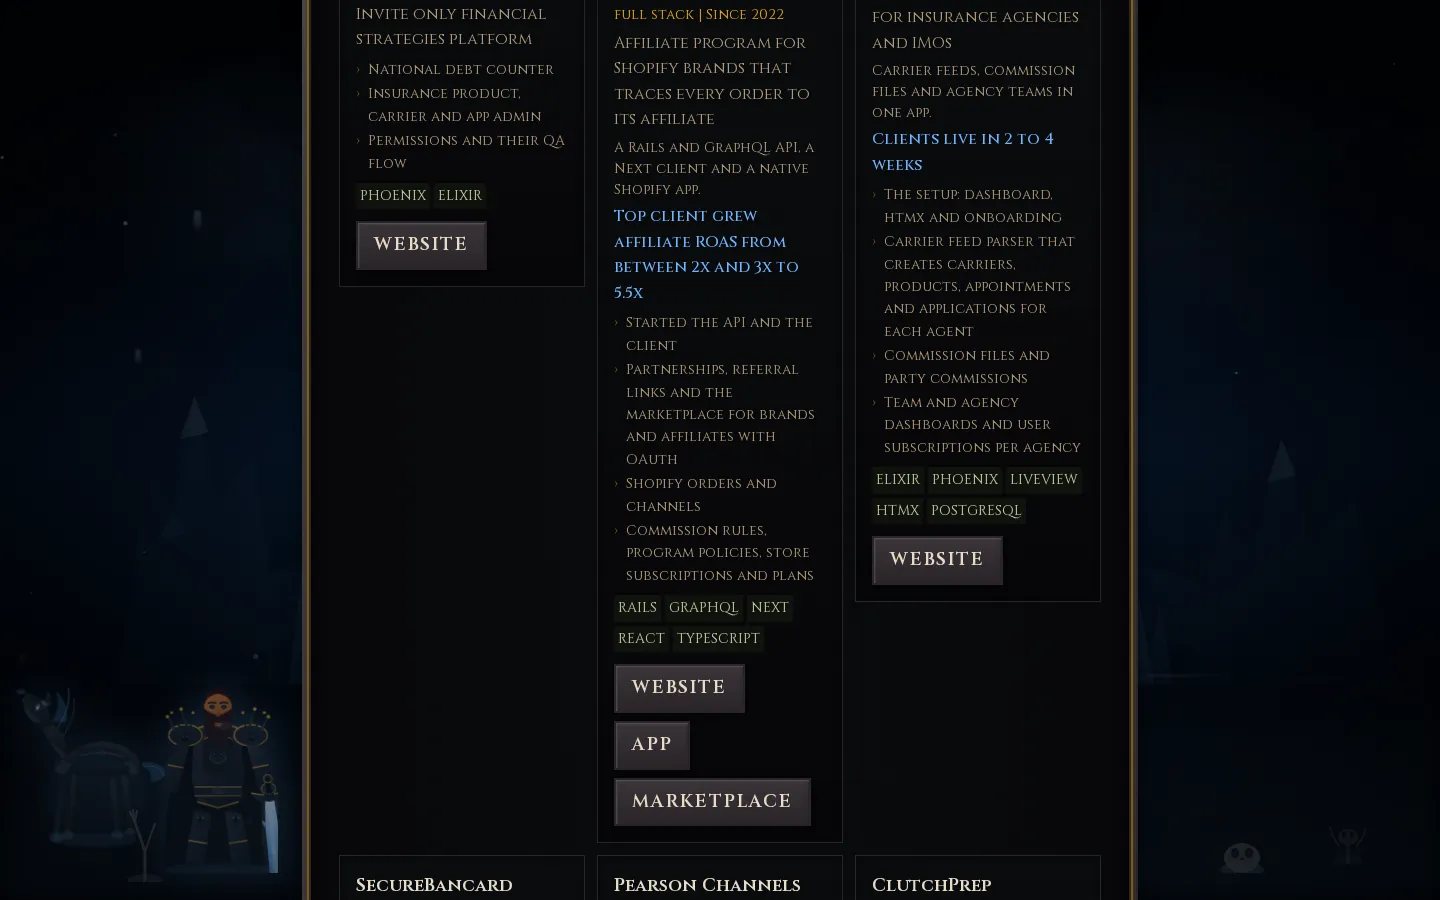 Invite only financial
strategies platform
› National debt counter
› Insurance product,
carrier and app admin
› Permissions and their QA
flow
Phoenix Elixir
Website
full stack | Since 2022
Affiliate program for
Shopify brands that
traces every order to
its affiliate
A Rails and GraphQL API, a
Next client and a native
Shopify app.
Top client grew
affiliate ROAS from
between 2x and 3x to
5.5x
› Started the API and the
client
› Partnerships, referral
links and the
marketplace for brands
and affiliates with
OAuth
› Shopify orders and
channels
› Commission rules,
program policies, store
subscriptions and plans
Rails GraphQL Next
React TypeScript
Website
App
Marketplace
for insurance agencies
and IMOs
Carrier feeds, commission
files and agency teams in
one app.
Clients live in 2 to 4
weeks
› The setup: dashboard,
HTMX and onboarding
› Carrier feed parser that
creates carriers,
products, appointments
and applications for
each agent
› Commission files and
party commissions
› Team and agency
dashboards and user
subscriptions per agency
Elixir Phoenix LiveView
HTMX PostgreSQL
Website
SecureBancard
Pearson Channels
ClutchPrep